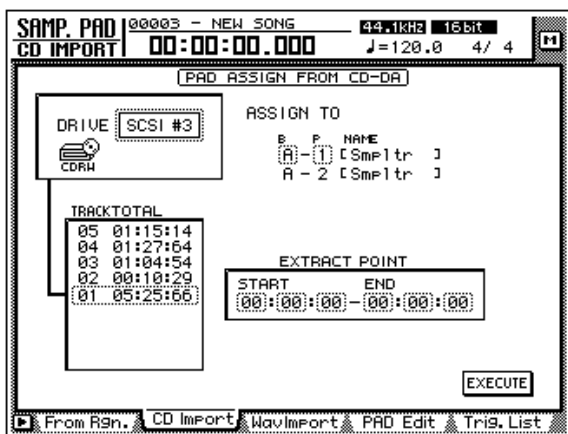 SAMP. PAD 00003 - NEW SONG 44.1kHz 16bit
CD IMPORT 00:00:00.000 ♩=120.0 4/ 4 M
PAD ASSIGN FROM CD-DA
DRIVE SCSI #3
CDRW
ASSIGN TO
B P NAME
A-1 [Smpltr ]
A-2 [Smpltr ]
TRACKTOTAL
05 01:15:14
04 01:27:64
03 01:04:54
02 00:10:29
01 05:25:66
EXTRACT POINT
START END
00:00:00-00:00:00
EXECUTE
From Rgn. CD Import WavImport PAD Edit Trig. List